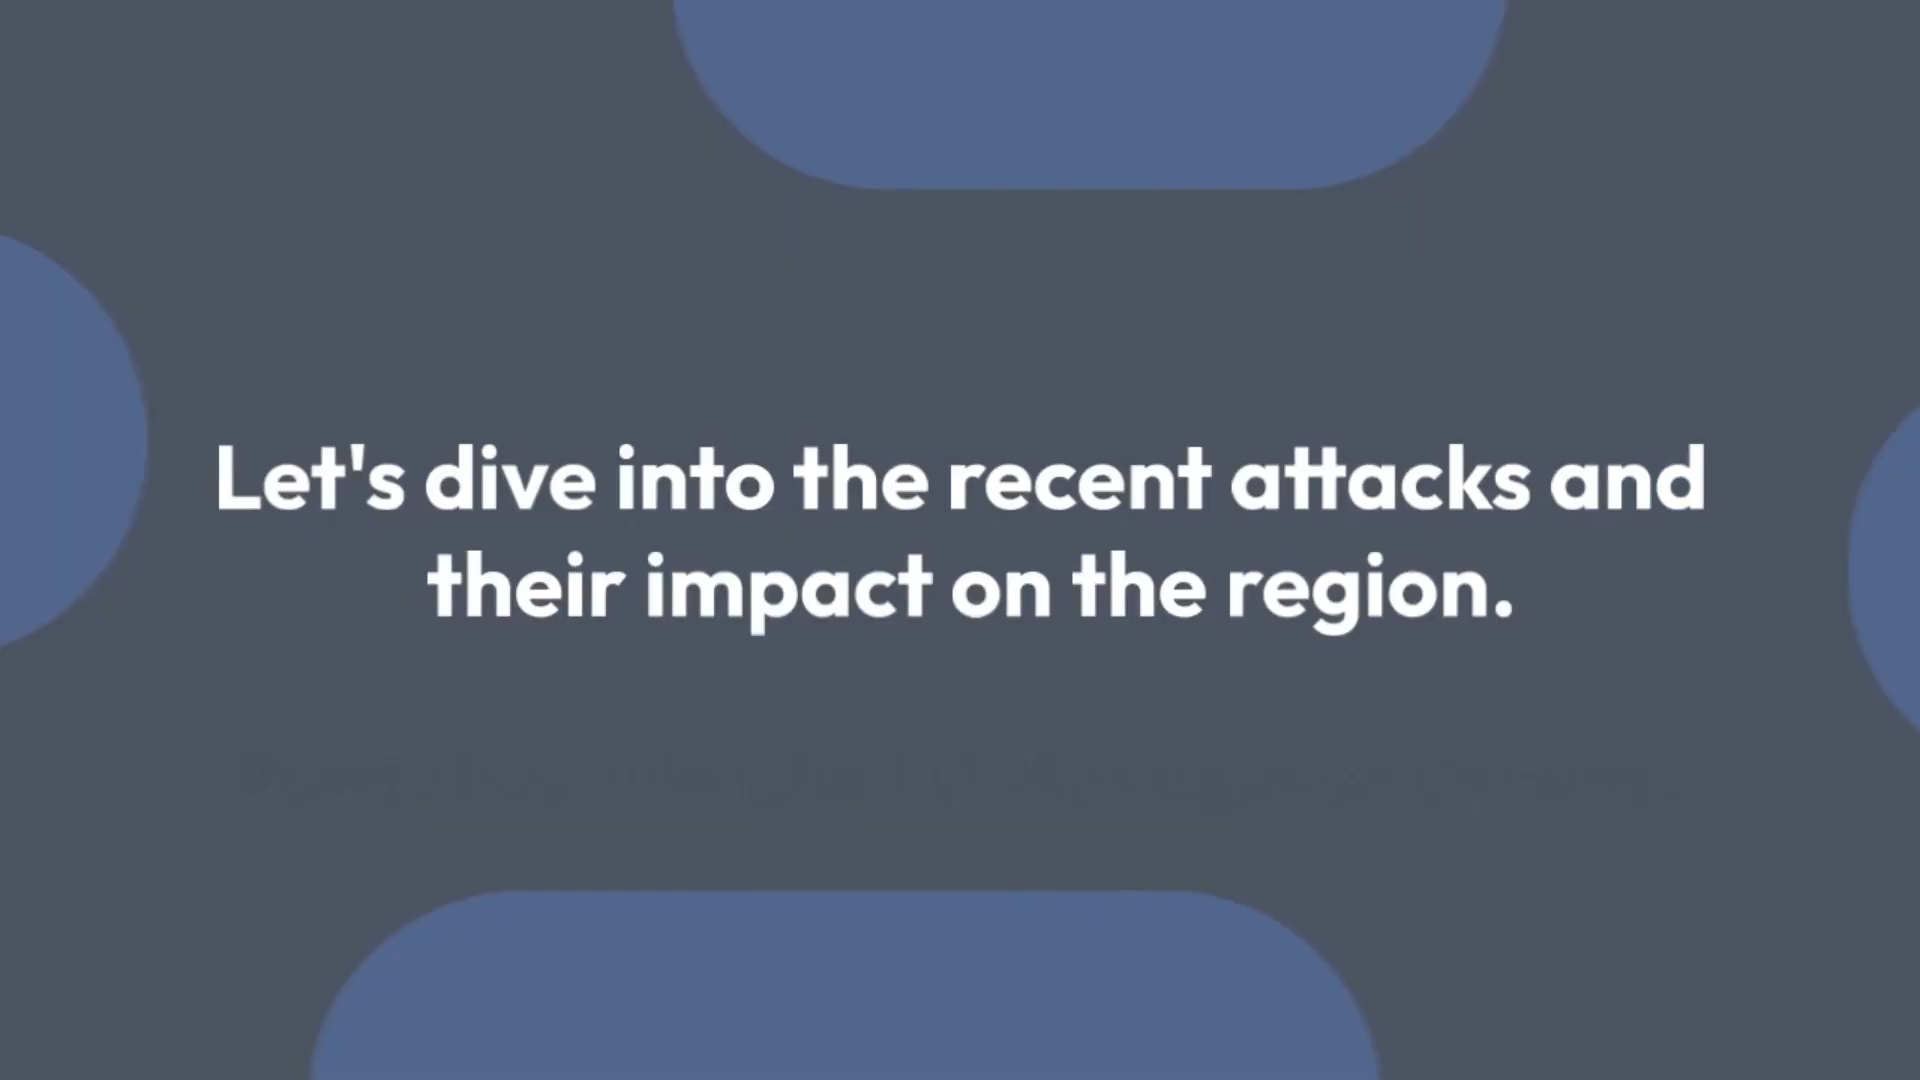 Let's dive into the recent attacks and
their impact on the region.